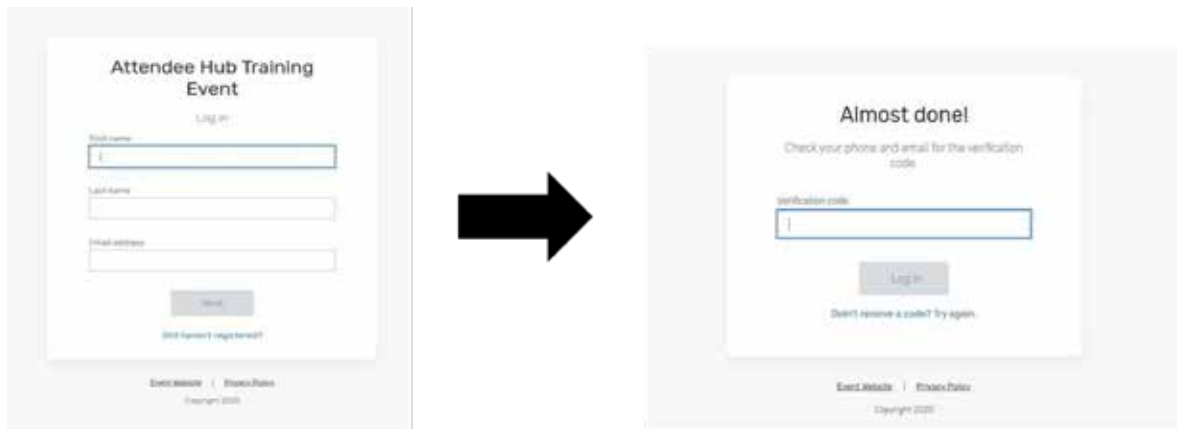 Attendee Hub Training
Event
Log in
First name
Last name
Email address
Next
Still haven't registered?
Event Website | Privacy Policy
Copyright 2020
Almost done!
Check your phone and email for the verification
code.
Verification code
Log in
Didn't receive a code? Try again.
Event Website | Privacy Policy
Copyright 2020